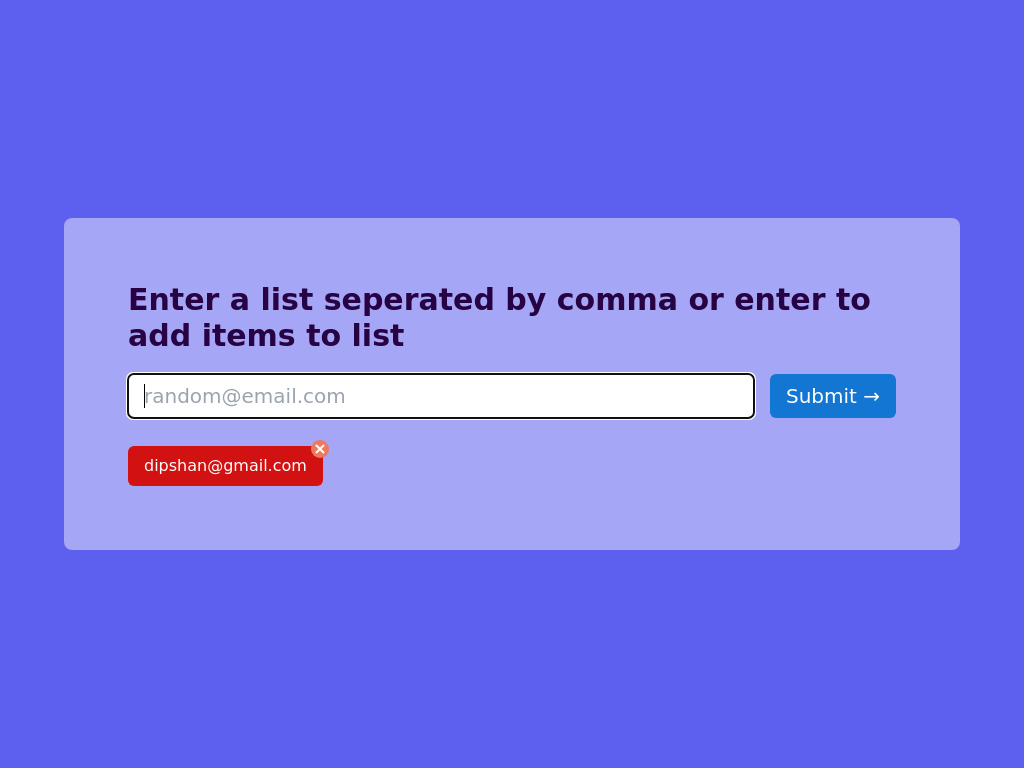 Enter a list seperated by comma or enter to
add items to list
random@email.com
Submit →
dipshan@gmail.com